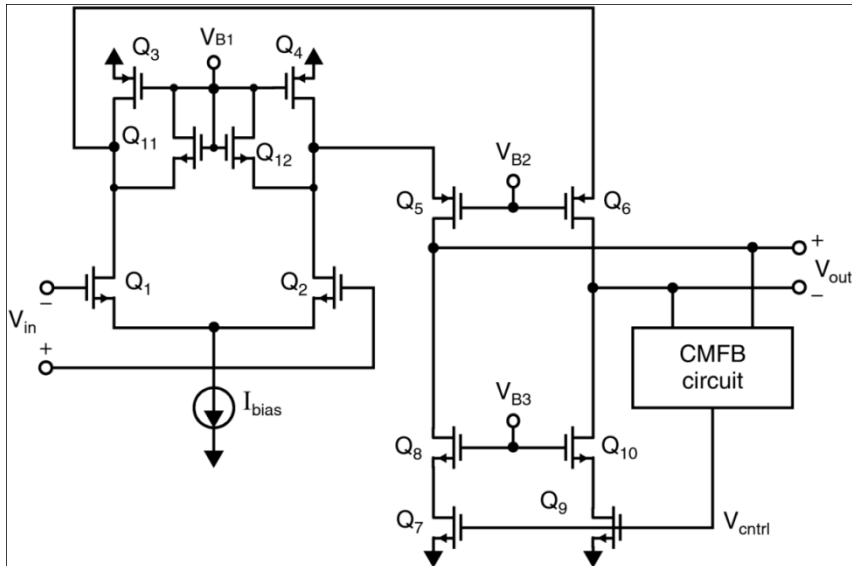 Q3
VB1
Q4
Q11
Q12
VB2
Q5
Q6
+
Vout
−
Q1
Q2
−
Vin
+
CMFB
circuit
Ibias
VB3
Q8
Q10
Q9
Q7
Vcntrl